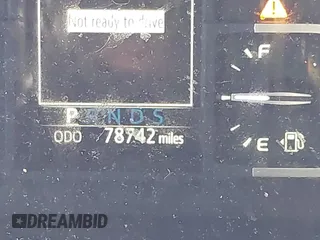 Not ready to drive
F
P R N D S
ODO 78742 miles
E
DREAMBID